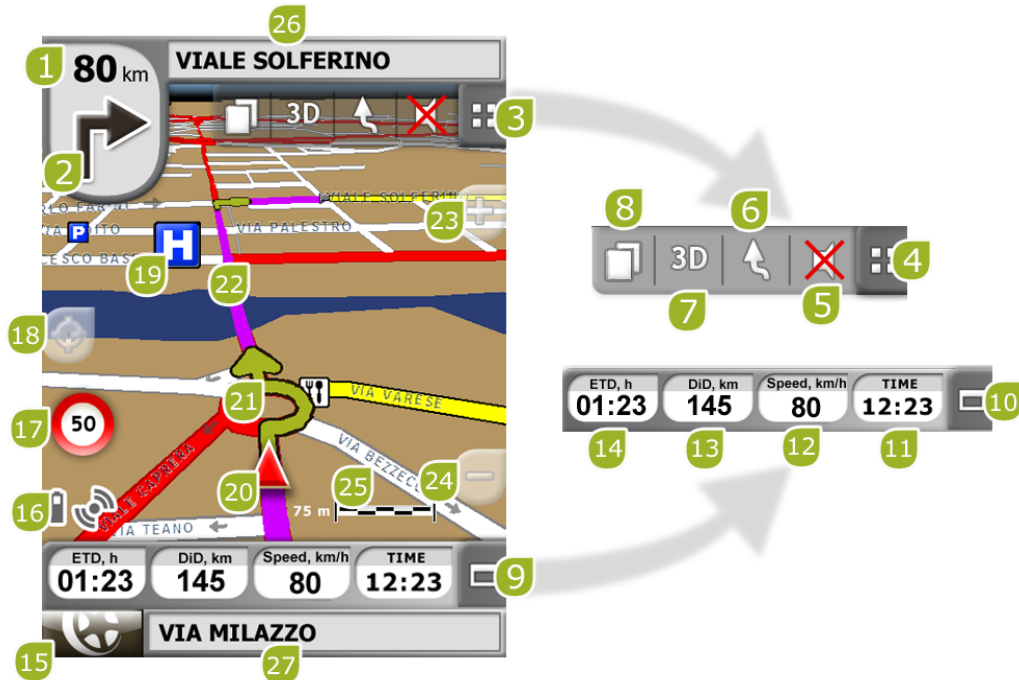 26
1
80 km
VIALE SOLFERINO
3D
3
2
VIALE SOLFERINO
23
P
VIA PALESTRO
H
19
22
18
21
VIA VARESE
17
50
VIALE CAPRERA
VIA BEZZECC
20
25
24
16
75 m
VIA TEANO
ETD, h
DiD, km
Speed, km/h
TIME
01:23
145
80
12:23
9
15
VIA MILAZZO
27
8
6
3D
4
7
5
ETD, h
DiD, km
Speed, km/h
TIME
01:23
145
80
12:23
10
14
13
12
11